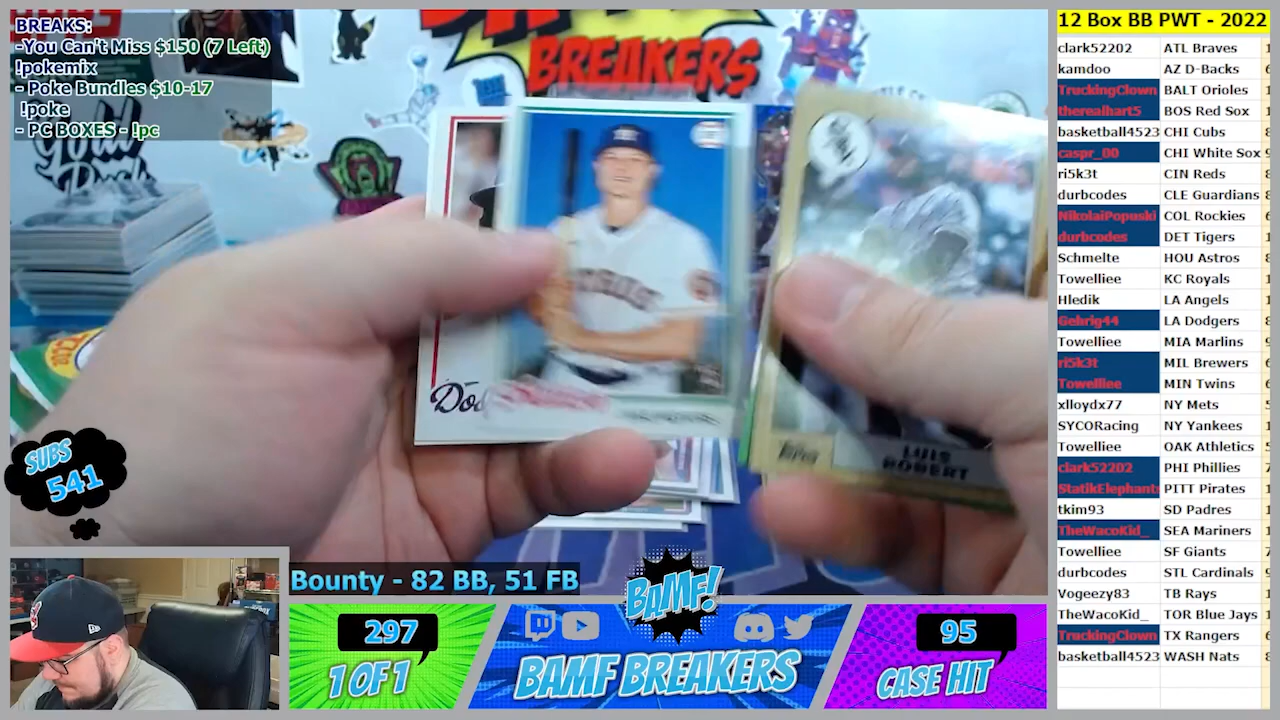 BREAKS:
-You Can't Miss $150 (7 Left)
!pokemix
- Poke Bundles $10-17
!poke
- PC BOXES - !pc
BREAKERS
SUBS
541
LUIS
ROBERT
Bounty - 82 BB, 51 FB
BAMF!
297
1 OF 1
BAMF BREAKERS
95
CASE HIT
12 Box BB PWT - 2022
clark52202 ATL Braves
kamdoo AZ D-Backs
TruckingClown BALT Orioles
therealhart5 BOS Red Sox
basketball4523 CHI Cubs
caspr_00 CHI White Sox
ri5k3t CIN Reds
durbcodes CLE Guardians
NikolaiPopuski COL Rockies
durbcodes DET Tigers
Schmelte HOU Astros
Towelliee KC Royals
Hledik LA Angels
Gehrig44 LA Dodgers
Towelliee MIA Marlins
ri5k3t MIL Brewers
Towelliee MIN Twins
xlloydx77 NY Mets
SYCORacing NY Yankees
Towelliee OAK Athletics
clark52202 PHI Phillies
StatikElephant PITT Pirates
tkim93 SD Padres
TheWacoKid_ SEA Mariners
Towelliee SF Giants
durbcodes STL Cardinals
Vogeezy83 TB Rays
TheWacoKid_ TOR Blue Jays
TruckingClown TX Rangers
basketball4523 WASH Nats